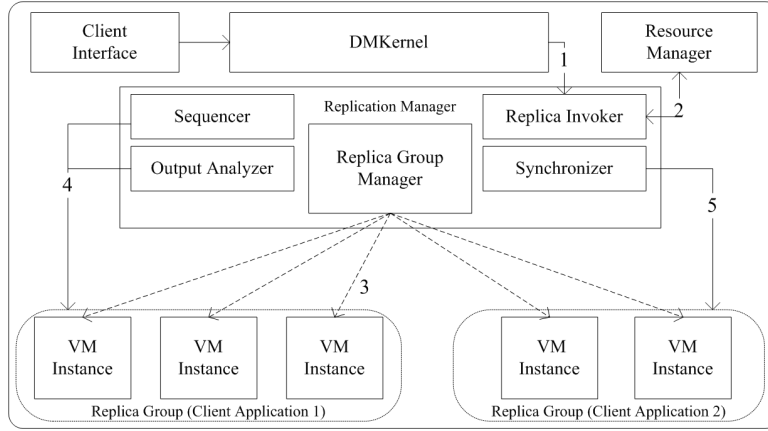 Client
Interface
DMKernel
Resource
Manager
1
2
Replication Manager
Sequencer
Replica Invoker
Replica Group
Manager
Output Analyzer
Synchronizer
4
5
3
VM
Instance
VM
Instance
VM
Instance
VM
Instance
VM
Instance
Replica Group (Client Application 1)
Replica Group (Client Application 2)